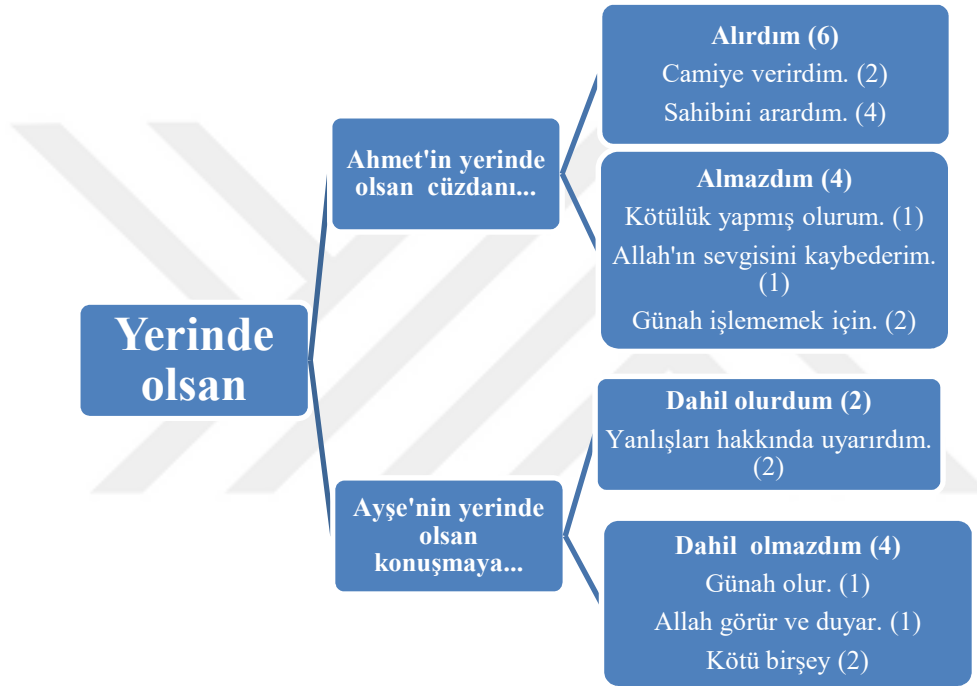 Yerinde
olsan
Ahmet'in yerinde
olsan cüzdanı...
Alırdım (6)
Camiye verirdim. (2)
Sahibini arardım. (4)
Almazdım (4)
Kötülük yapmış olurum. (1)
Allah'ın sevgisini kaybederim.
(1)
Günah işlememek için. (2)
Ayşe'nin yerinde
olsan
konuşmaya...
Dahil olurdum (2)
Yanlışları hakkında uyarırdım.
(2)
Dahil olmazdım (4)
Günah olur. (1)
Allah görür ve duyar. (1)
Kötü birşey (2)